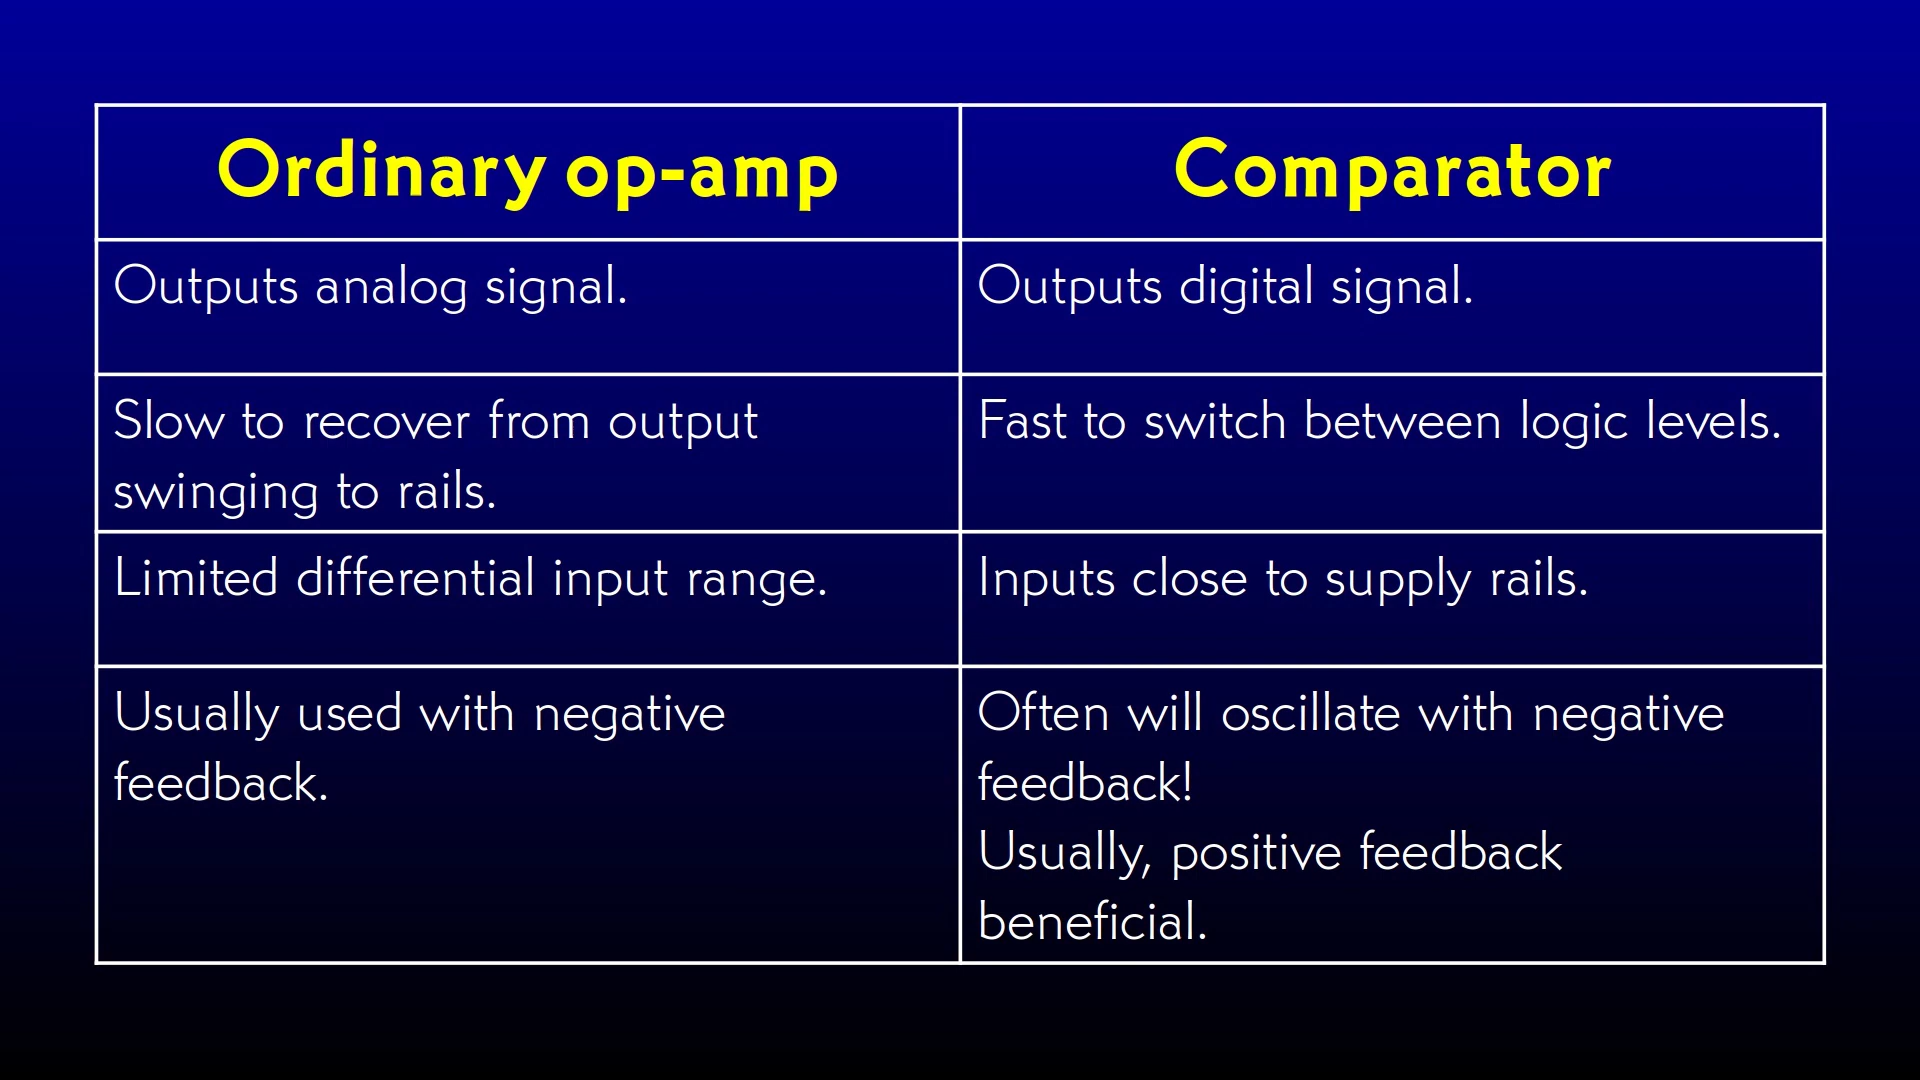 Ordinary op-amp
Comparator
Outputs analog signal.
Outputs digital signal.
Slow to recover from output
swinging to rails.
Fast to switch between logic levels.
Limited differential input range.
Inputs close to supply rails.
Usually used with negative
feedback.
Often will oscillate with negative
feedback!
Usually, positive feedback
beneficial.